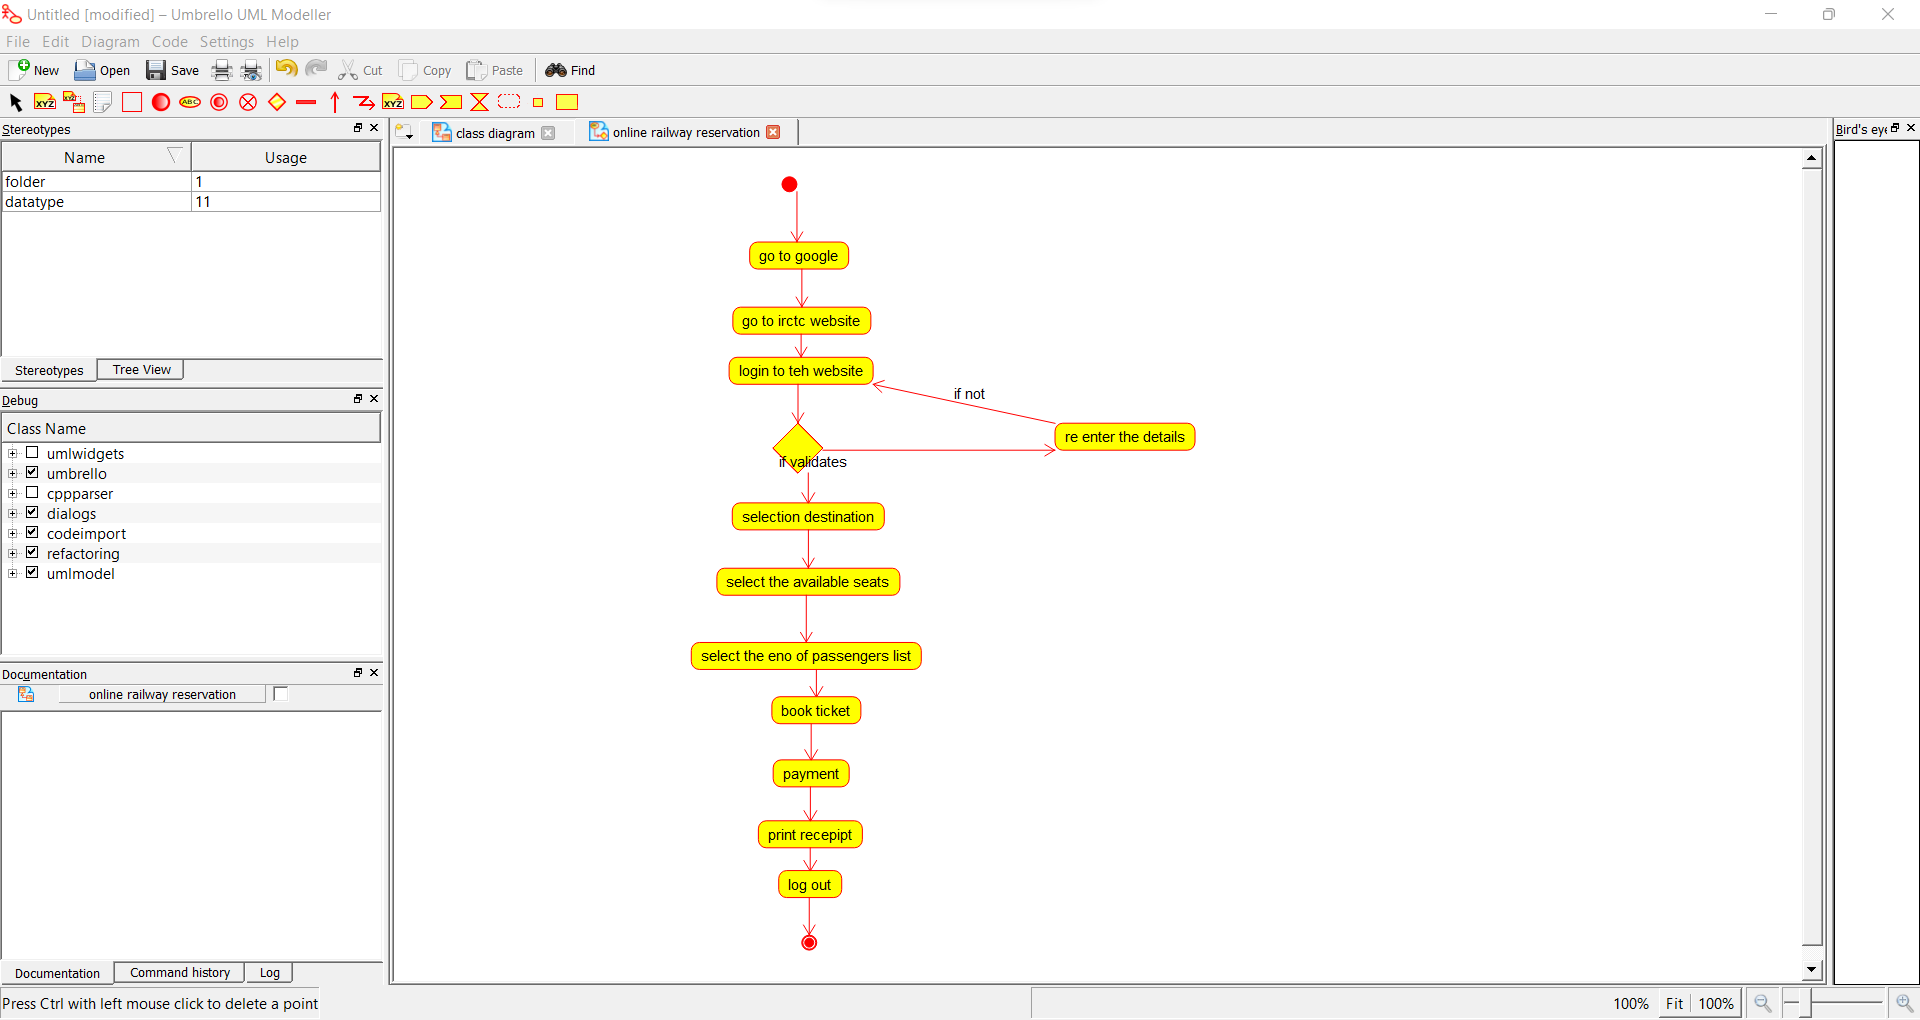 Untitled [modified] – Umbrello UML Modeller
File Edit Diagram Code Settings Help
New Open Save Cut Copy Paste Find
XYZ XYZ ABC XYZ
Stereotypes
Name Usage
folder 1
datatype 11
Stereotypes Tree View
Debug
Class Name
umlwidgets
umbrello
cppparser
dialogs
codeimport
refactoring
umlmodel
Documentation
online railway reservation
Documentation Command history Log
class diagram online railway reservation
go to google
go to irctc website
login to teh website
if not
re enter the details
if validates
selection destination
select the available seats
select the eno of passengers list
book ticket
payment
print recepipt
log out
Bird's eye
Press Ctrl with left mouse click to delete a point
100% Fit 100%